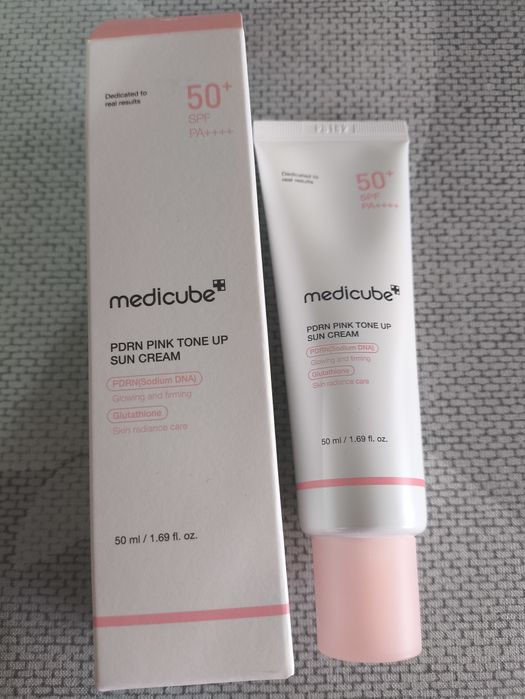 Dedicated to
real results
50+
SPF
PA++++
medicube
PDRN PINK TONE UP
SUN CREAM
PDRN(Sodium DNA)
Glowing and firming
Glutathione
Skin radiance care
50 ml / 1.69 fl. oz.
Dedicated to
real results
50+
SPF
PA++++
medicube
PDRN PINK TONE UP
SUN CREAM
PDRN(Sodium DNA)
Glowing and firming
Glutathione
Skin radiance care
50 ml / 1.69 fl. oz.